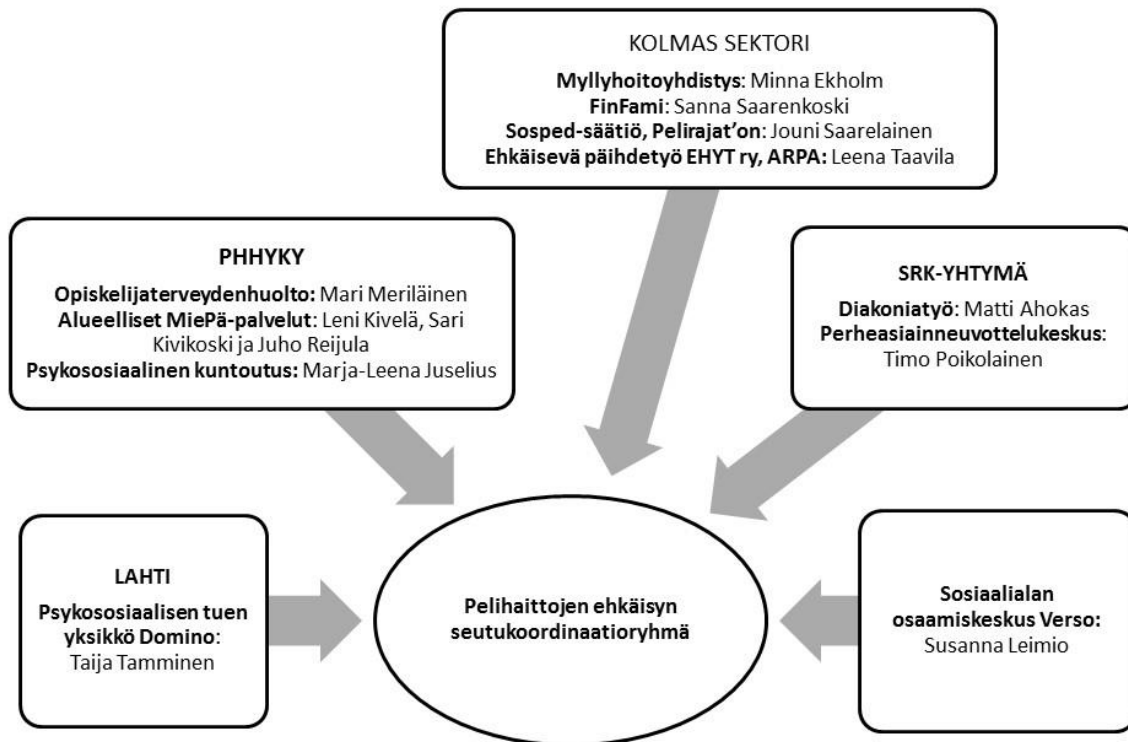 KOLMAS SEKTORI
Myllyhoitoyhdistys: Minna Ekholm
FinFami: Sanna Saarenkoski
Sosped-säätiö, Pelirajat’on: Jouni Saarelainen
Ehkäisevä päihdetyö EHYT ry, ARPA: Leena Taavila
PHHYKY
Opiskelijaterveydenhuolto: Mari Meriläinen
Alueelliset MiePä-palvelut: Leni Kivelä, Sari
Kivikoski ja Juho Reijula
Psykososiaalinen kuntoutus: Marja-Leena Juselius
SRK-YHTYMÄ
Diakoniatyö: Matti Ahokas
Perheasiainneuvottelukeskus:
Timo Poikolainen
LAHTI
Psykososiaalisen tuen
yksikkö Domino:
Taija Tamminen
Pelihaittojen ehkäisyn
seutukoordinaatioryhmä
Sosiaalialan
osaamiskeskus Verso:
Susanna Leimio